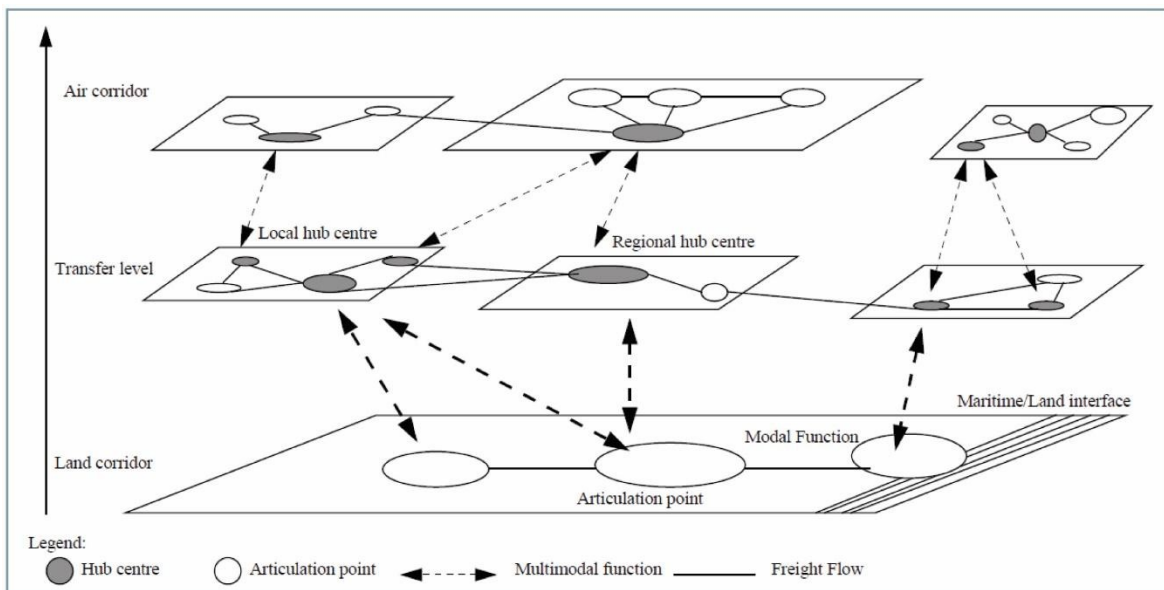 Air corridor
Local hub centre
Regional hub centre
Transfer level
Maritime/Land interface
Modal Function
Land corridor
Articulation point
Legend:
Hub centre
Articulation point
Multimodal function
Freight Flow